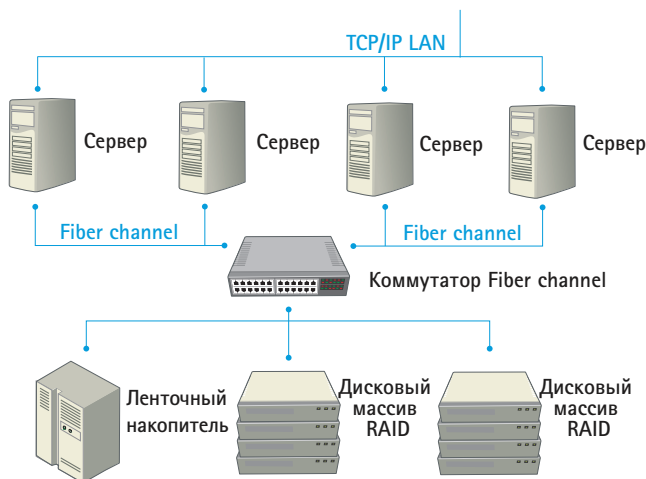 TCP/IP LAN
Сервер
Сервер
Сервер
Сервер
Fiber channel
Fiber channel
Коммутатор Fiber channel
Ленточный
накопитель
Дисковый
массив
RAID
Дисковый
массив
RAID